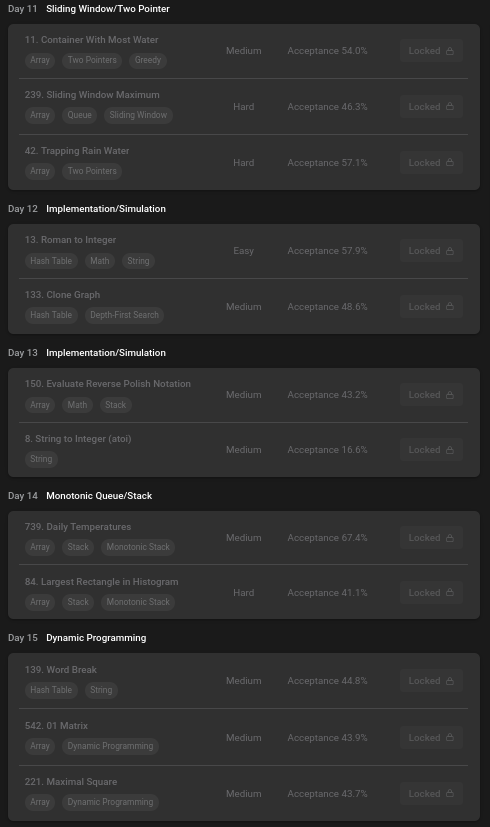 Day 11 Sliding Window/Two Pointer
11. Container With Most Water
Medium Acceptance 54.0% Locked
Array Two Pointers Greedy
239. Sliding Window Maximum
Hard Acceptance 46.3% Locked
Array Queue Sliding Window
42. Trapping Rain Water
Hard Acceptance 57.1% Locked
Array Two Pointers
Day 12 Implementation/Simulation
13. Roman to Integer
Easy Acceptance 57.9% Locked
Hash Table Math String
133. Clone Graph
Medium Acceptance 48.6% Locked
Hash Table Depth-First Search
Day 13 Implementation/Simulation
150. Evaluate Reverse Polish Notation
Medium Acceptance 43.2% Locked
Array Math Stack
8. String to Integer (atoi)
Medium Acceptance 16.6% Locked
String
Day 14 Monotonic Queue/Stack
739. Daily Temperatures
Medium Acceptance 67.4% Locked
Array Stack Monotonic Stack
84. Largest Rectangle in Histogram
Hard Acceptance 41.1% Locked
Array Stack Monotonic Stack
Day 15 Dynamic Programming
139. Word Break
Medium Acceptance 44.8% Locked
Hash Table String
542. 01 Matrix
Medium Acceptance 43.9% Locked
Array Dynamic Programming
221. Maximal Square
Medium Acceptance 43.7% Locked
Array Dynamic Programming